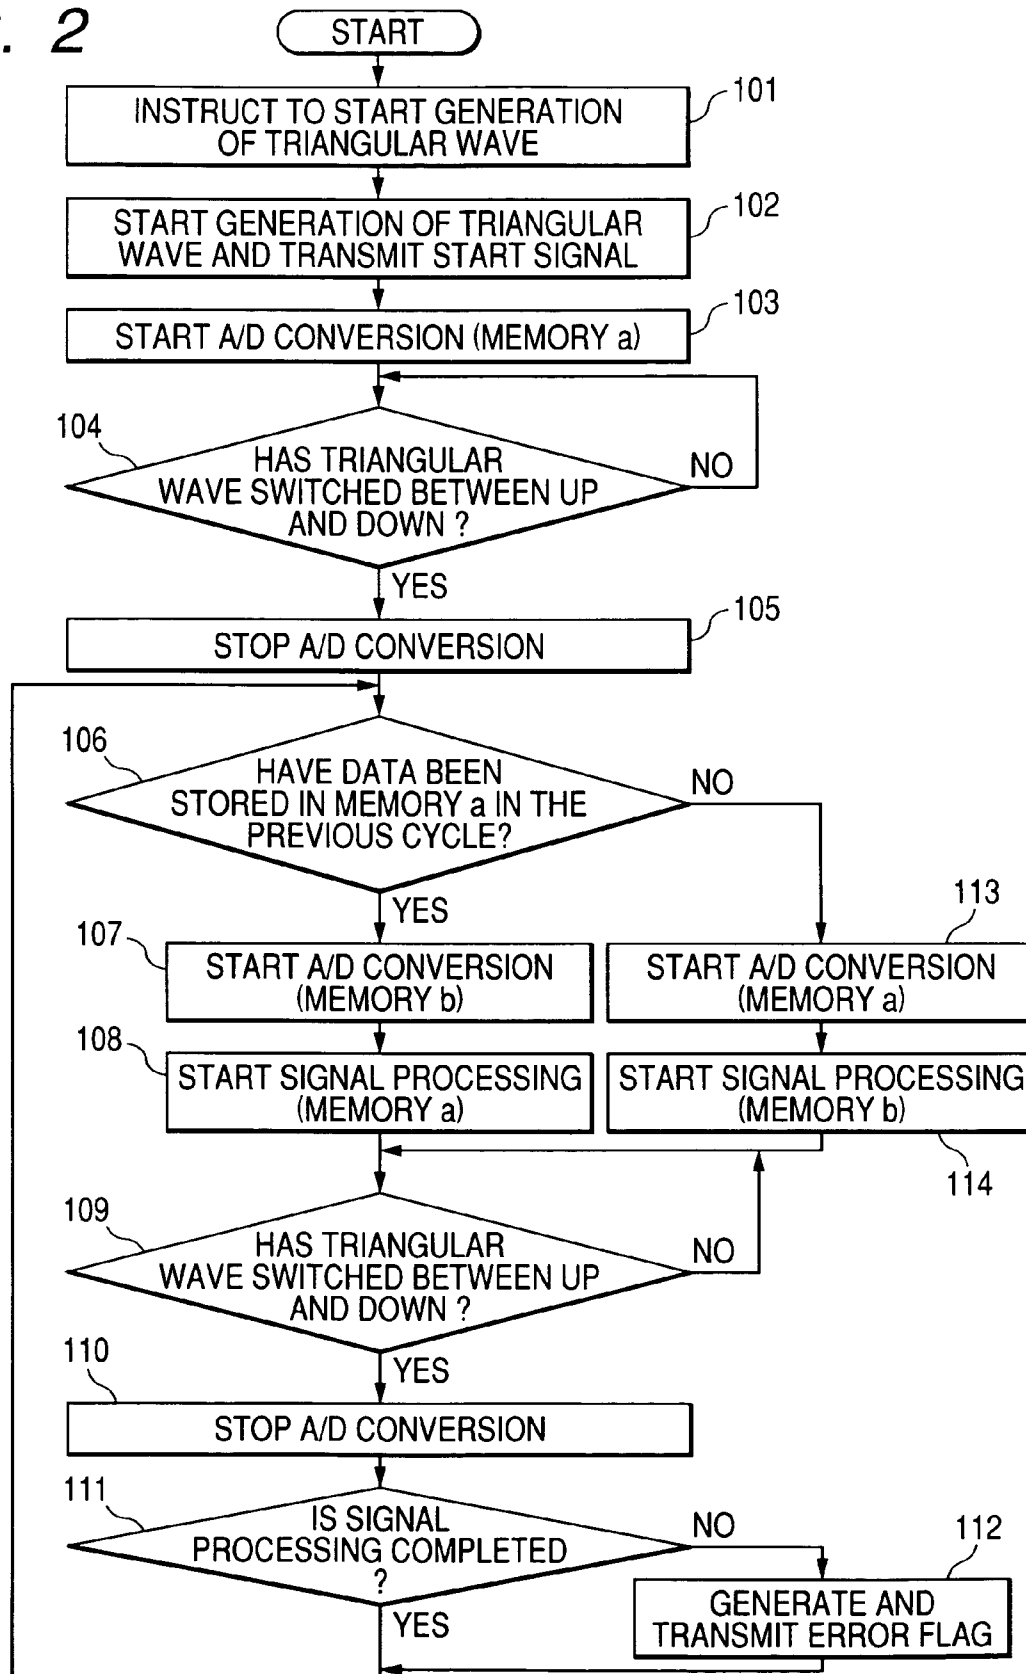 . 2
START
101
INSTRUCT TO START GENERATION
OF TRIANGULAR WAVE
102
START GENERATION OF TRIANGULAR
WAVE AND TRANSMIT START SIGNAL
103
START A/D CONVERSION (MEMORY a)
104
HAS TRIANGULAR
WAVE SWITCHED BETWEEN UP
AND DOWN ?
NO
YES
105
STOP A/D CONVERSION
106
HAVE DATA BEEN
STORED IN MEMORY a IN THE
PREVIOUS CYCLE?
NO
YES
107
START A/D CONVERSION
(MEMORY b)
113
START A/D CONVERSION
(MEMORY a)
108
START SIGNAL PROCESSING
(MEMORY a)
START SIGNAL PROCESSING
(MEMORY b)
114
109
HAS TRIANGULAR
WAVE SWITCHED BETWEEN UP
AND DOWN ?
NO
YES
110
STOP A/D CONVERSION
111
IS SIGNAL
PROCESSING COMPLETED
?
NO
YES
112
GENERATE AND
TRANSMIT ERROR FLAG